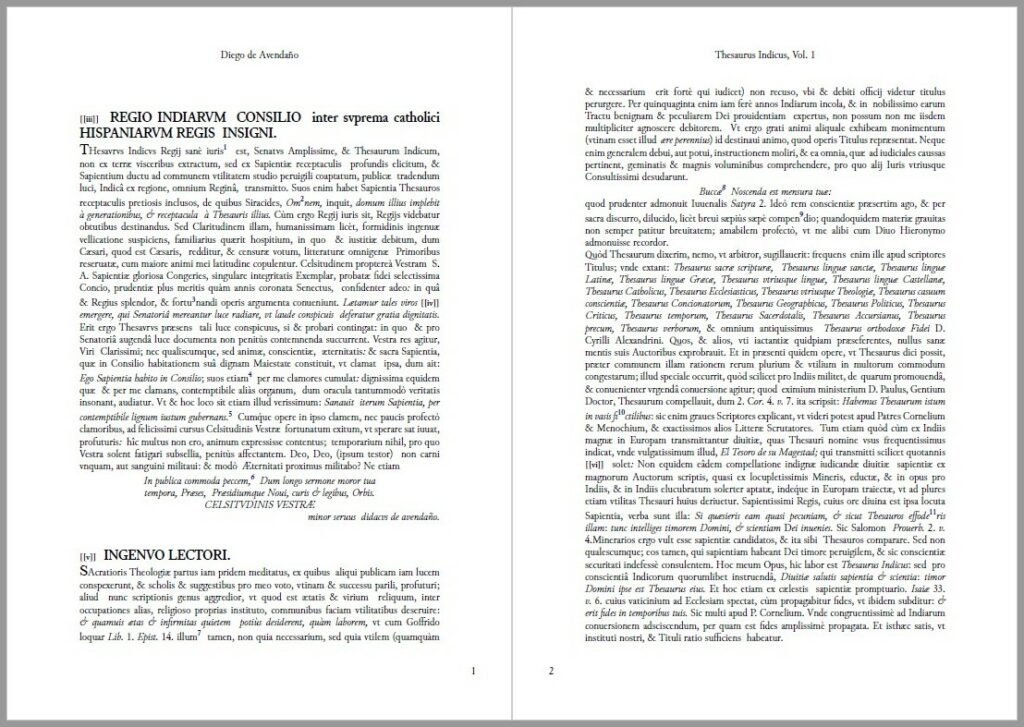 Diego de Avendaño
[[iii]] REGIO INDIARVM CONSILIO inter svprema catholici
HISPANIARVM REGIS INSIGNI.
THesavrvs Indicvs Regij sanè iuris1 est, Senatvs Amplissime, & Thesaurum Indicum,
non ex terræ visceribus extractum, sed ex Sapientiæ receptaculis profundis elicitum, &
Sapientium ductu ad communem vtilitatem studio peruigili coaptatum, publicæ tradendum
luci, Indicâ ex regione, omnium Reginâ, transmitto. Suos enim habet Sapientia Thesauros
receptaculis pretiosis inclusos, de quibus Siracides, Om2nem, inquit, domum illius implebit
à generationibus, & receptacula à Thesauris illius. Cùm ergo Regij iuris sit, Regijs videbatur
obtutibus destinandus. Sed Claritudinem illam, humanissimam licèt, formidinis ingenuæ
vellicatione suspiciens, familiarius quærit hospitium, in quo & iustitiæ debitum, dum
Cæsari, quod est Cæsaris, redditur, & censuræ votum, litteraturæ omnigenæ Primoribus
reseruatæ, cum maiore animi mei latitudine copulentur. Celsitudinem propterea Vestram S.
A. Sapientiæ gloriosa Congeries, singulare integritatis Exemplar, probatæ fidei selectissima
Concio, prudentiæ plus meritis quàm annis coronata Senectus, confidenter adeo: in quâ
& Regius splendor, & fortu3nandi operis argumenta conueniunt. Lætamur tales viros [[iv]]
emergere, qui Senatoriâ mereantur luce radiare, vt laude conspicuis deferatur gratia dignitatis.
Erit ergo Thesavrvs præsens tali luce conspicuus, si & probari contingat: in quo & pro
Senatoriâ augendâ luce documenta non penitùs contemnenda succurrent. Vestra res agitur,
Viri Clarissimi; nec qualiscumque, sed animæ, conscientiæ, æternitatis: & sacra Sapientia,
quæ in Consilio habitationem suâ dignam Maiestate constituit, vt clamat ipsa, dum ait:
Ego Sapientia habito in Consilio; suos etiam4 per me clamores cumulat: dignissima equidem
quæ & per me clamans, contemptibile aliàs organum, dum oracula tantummodò veritatis
insonant, audiatur. Vt & hoc loco sit etiam illud verissimum: Sanauit iterum Sapientia, per
contemptibile lignum iustum gubernans.5 Cumque opere in ipso clamem, nec paucis profectò
clamoribus, ad felicissimi cursus Celsitudinis Vestræ fortunatum exitum, vt sperare sat iuuat,
profuturis: hic multus non ero, animum expressisse contentus; temporarium nihil, pro quo
Vestra solent fatigari subsellia, penitùs affectantem. Deo, Deo, (ipsum testor) non carni
vnquam, aut sanguini militaui: & modò Æternitati proximus militabo? Ne etiam
In publica commoda peccem,6 Dum longo sermone moror tua
tempora, Præses, Præsidiumque Noui, curis & legibus, Orbis.
CELSITVDINIS VESTRÆ
minor seruus didacvs de avendaño.
[[v]] INGENVO LECTORI.
SAcratioris Theologiæ partus iam pridem meditatus, ex quibus aliqui publicam iam lucem
conspexerunt, & scholis & suggestibus pro meo voto, vtinam & successu parili, profuturi;
aliud nunc scriptionis genus aggredior, vt quod est ætatis & virium reliquum, inter
occupationes alias, religioso proprias instituto, communibus faciam vtilitatibus deseruire:
& quamuis ætas & infirmitas quietem potiùs desiderent, quàm laborem, vt cum Goffrido
loquar Lib. 1. Epist. 14. illum7 tamen, non quia necessarium, sed quia vtilem (quamquàm
1
Thesaurus Indicus, Vol. 1
& necessarium erit fortè qui iudicet) non recuso, vbi & debiti officij videtur titulus
perurgere. Per quinquaginta enim iam ferè annos Indiarum incola, & in nobilissimo earum
Tractu benignam & peculiarem Dei prouidentiam expertus, non possum non me iisdem
multipliciter agnoscere debitorem. Vt ergo grati animi aliquale exhibeam monimentum
(vtinam esset illud ære perennius) id destinaui animo, quod operis Titulus repræsentat. Neque
enim generalem debui, aut potui, instructionem moliri, & ea omnia, quæ ad iudiciales caussas
pertinent, geminatis & magnis voluminibus comprehendere, pro quo alij Iuris vtriusque
Consultissimi desudarunt.
Buccæ8 Noscenda est mensura tuæ:
quod prudenter admonuit Iuuenalis Satyra 2. Ideò rem conscientiæ præsertim ago, & per
sacra discurro, dilucido, licèt breui sæpiùs sæpè compen9dio; quandoquidem materiæ grauitas
non semper patitur breuitatem; amabilem profectò, vt me alibi cum Diuo Hieronymo
admonuisse recordor.
Quòd Thesaurum dixerim, nemo, vt arbitror, sugillauerit: frequens enim ille apud scriptores
Titulus; vnde extant: Thesaurus sacræ scripturæ, Thesaurus linguæ sanctæ, Thesaurus linguæ
Latinæ, Thesaurus linguæ Græcæ, Thesaurus vtriusque linguæ, Thesaurus linguæ Castellanæ,
Thesaurus Catholicus, Thesaurus Ecclesiasticus, Thesaurus vtriusque Theologiæ, Thesaurus casuum
conscientiæ, Thesaurus Concionatorum, Thesaurus Geographicus, Thesaurus Politicus, Thesaurus
Criticus, Thesaurus temporum, Thesaurus Sacerdotalis, Thesaurus Accursianus, Thesaurus
precum, Thesaurus verborum, & omnium antiquissimus Thesaurus orthodoxæ Fidei D.
Cyrilli Alexandrini. Quos, & alios, vti iactantiæ quidpiam præseferentes, nullus sanæ
mentis suis Auctoribus exprobrauit. Et in præsenti quidem opere, vt Thesaurus dici possit,
præter communem illam rationem rerum plurium & vtilium in multorum commodum
congestarum; illud speciale occurrit, quòd scilicet pro Indiis militet, de quarum promouendâ,
& conuenienter vrgendâ conuersione agitur; quod eximium ministerium D. Paulus, Gentium
Doctor, Thesaurum compellauit, dum 2. Cor. 4. v. 7. ita scripsit: Habemus Thesaurum istum
in vasis fi10ctilibus: sic enim graues Scriptores explicant, vt videri potest apud Patres Cornelium
& Menochium, & exactissimos alios Litteræ Scrutatores. Tum etiam quòd cùm ex Indiis
magnæ in Europam transmittantur diuitiæ, quas Thesauri nomine vsus frequentissimus
indicat, vnde vulgatissimum illud, El Tesoro de su Magestad; qui transmitti scilicet quotannis
[[vi]] solet: Non equidem eâdem compellatione indignæ iudicandæ diuitiæ sapientiæ ex
magnorum Auctorum scriptis, quasi ex locupletissimis Mineris, eductæ, & in opus pro
Indiis, & in Indiis elucubratum solerter aptatæ, indéque in Europam traiectæ, vt ad plures
etiam vtilitas Thesauri huius deriuetur. Sapientissimi Regis, cuius ore diuina est ipsa locuta
Sapientia, verba sunt illa: Si quæsieris eam quasi pecuniam, & sicut Thesauros effode11ris
illam: tunc intelliges timorem Domini, & scientiam Dei inuenies. Sic Salomon Prouerb. 2. v.
4.Minerarios ergo vult esse sapientiæ candidatos, & ita sibi Thesauros comparare. Sed non
qualescumque; eos tamen, qui sapientiam habeant Dei timore peruigilem, & sic conscientiæ
securitati indefessè consulentem. Hoc meum Opus, hic labor est Thesaurus Indicus: sed pro
conscientiâ Indicorum quorumlibet instruendâ, Diuitiæ salutis sapientia & scientia: timor
Domini ipse est Thesaurus eius. Et hoc etiam ex cælestis sapientiæ promptuario. Isaiæ 33.
v. 6. cuius vaticinium ad Ecclesiam spectat, cùm propagabitur fides, vt ibidem subditur: &
erit fides in temporibus tuis. Sic multi apud P. Cornelium. Vnde congruentissimè ad Indiarum
conuersionem adsciscendum, per quam est fides amplissimè propagata. Et isthæc satis, vt
instituti nostri, & Tituli ratio sufficiens habeatur.
2